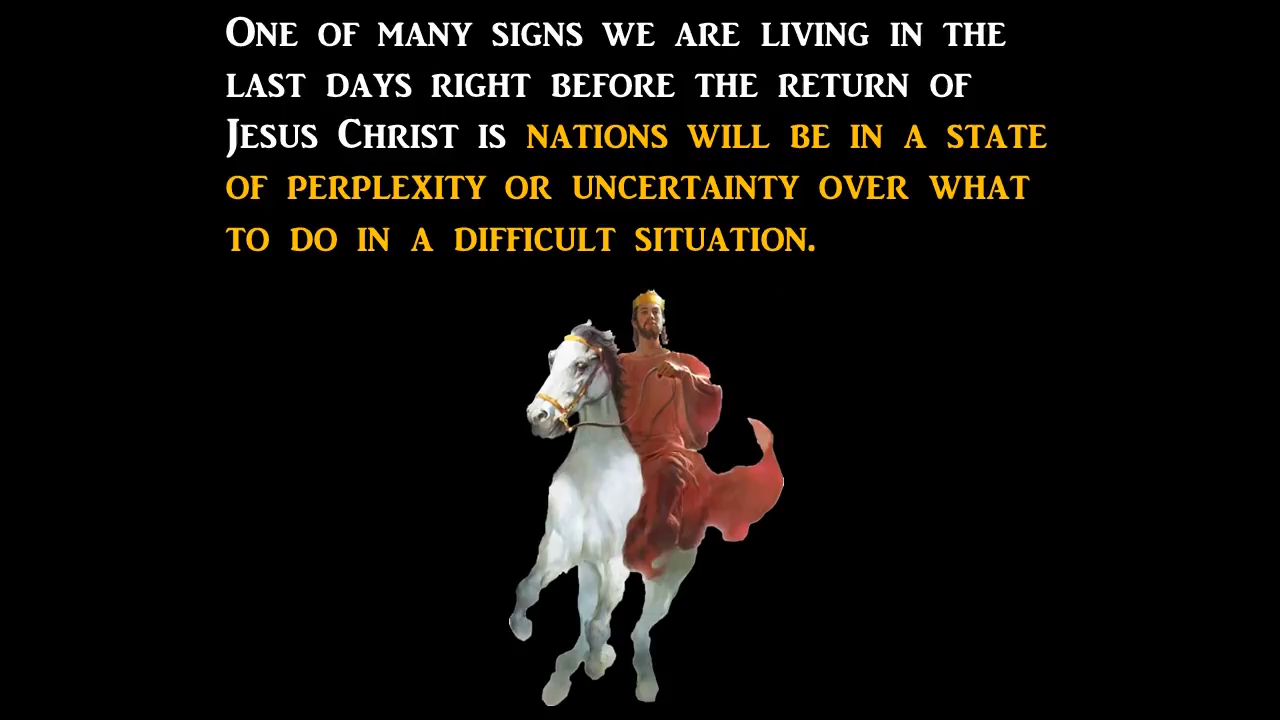 One of many signs we are living in the
last days right before the return of
Jesus Christ is nations will be in a state
of perplexity or uncertainty over what
to do in a difficult situation.